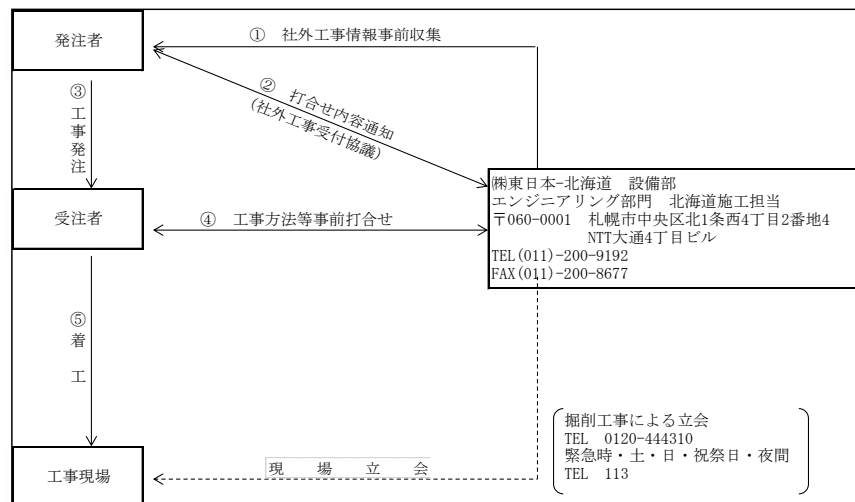 発注者
① 社外工事情報事前収集
② 打合せ内容通知
(社外工事受付協議)
③工事発注
㈱東日本-北海道 設備部
エンジニアリング部門 北海道施工担当
〒060-0001 札幌市中央区北1条西4丁目2番地4
NTT大通4丁目ビル
TEL(011)-200-9192
FAX(011)-200-8677
受注者
④ 工事方法等事前打合せ
⑤着 工
掘削工事による立会
TEL 0120-444310
緊急時・土・日・祝祭日・夜間
TEL 113
工事現場
現 場 立 会